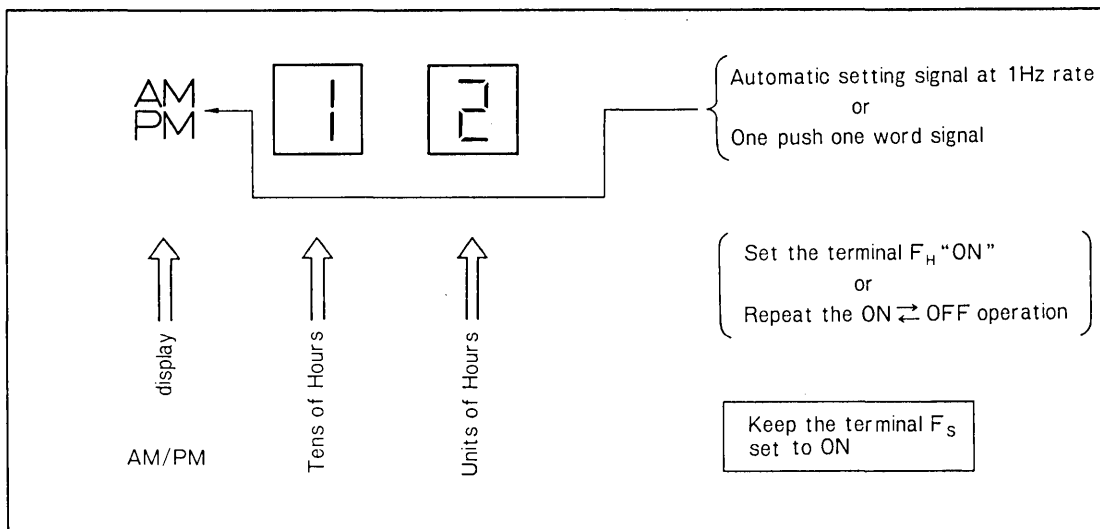 AM
PM
1
2
Automatic setting signal at 1Hz rate
or
One push one word signal
Set the terminal F_H "ON"
or
Repeat the ON ⇄ OFF operation
display
AM/PM
Tens of Hours
Units of Hours
Keep the terminal F_S
set to ON